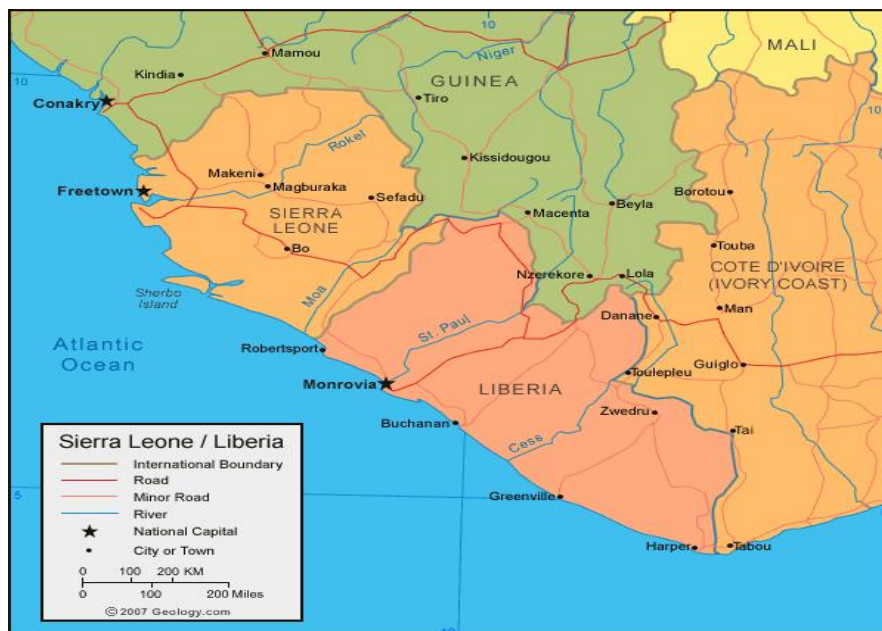 10
10
MALI
Mamou
Niger
Kindia
GUINEA
Conakry
Tiro
Rokel
Kissidougou
Makeni
Magburaka
Freetown
Sefadu
Borotou
Beyla
Macenta
SIERRA
LEONE
Bo
Touba
COTE D'IVOIRE
(IVORY COAST)
Nzerekore
Lola
Moa
Sherbo
Island
Man
Danane
St. Paul
Atlantic
Ocean
Robertsport
Guiglo
Toulepleu
Monrovia
LIBERIA
Zwedru
Buchanan
Tai
Cess
Greenville
5
Harper
Tabou
10
10
Sierra Leone / Liberia
International Boundary
Road
Minor Road
River
National Capital
City or Town
0 100 200 KM
0 100 200 Miles
© 2007 Geology.com